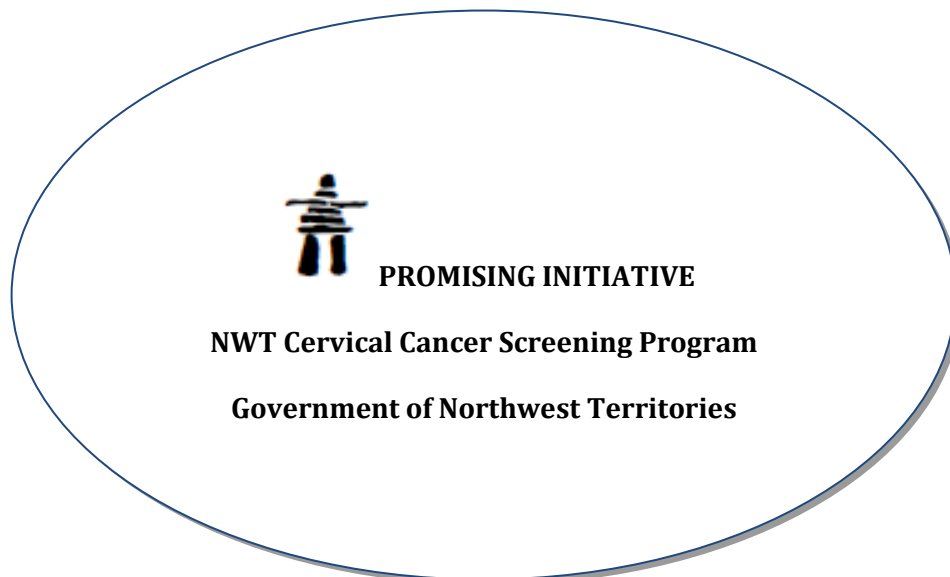 PROMISING INITIATIVE
NWT Cervical Cancer Screening Program
Government of Northwest Territories